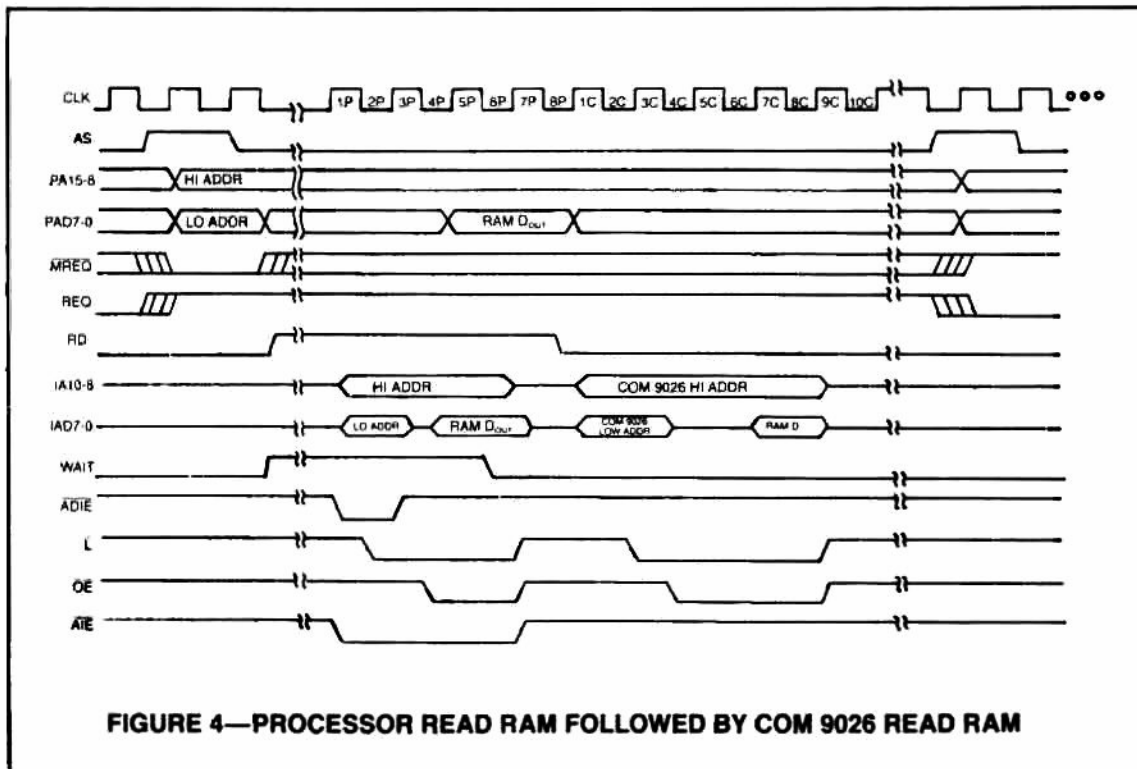 CLK 1P 2P 3P 4P 5P 6P 7P 8P 1C 2C 3C 4C 5C 6C 7C 8C 9C 10C
AS
PA15-8 HI ADDR
PAD7-0 LO ADDR RAM DOUT
MREQ
REQ
RD
IA10-8 HI ADDR COM 9026 HI ADDR
IAD7-0 LO ADDR RAM DOUT COM 9026 LOW ADDR RAM D
WAIT
ADIE
L
OE
AIE
FIGURE 4—PROCESSOR READ RAM FOLLOWED BY COM 9026 READ RAM